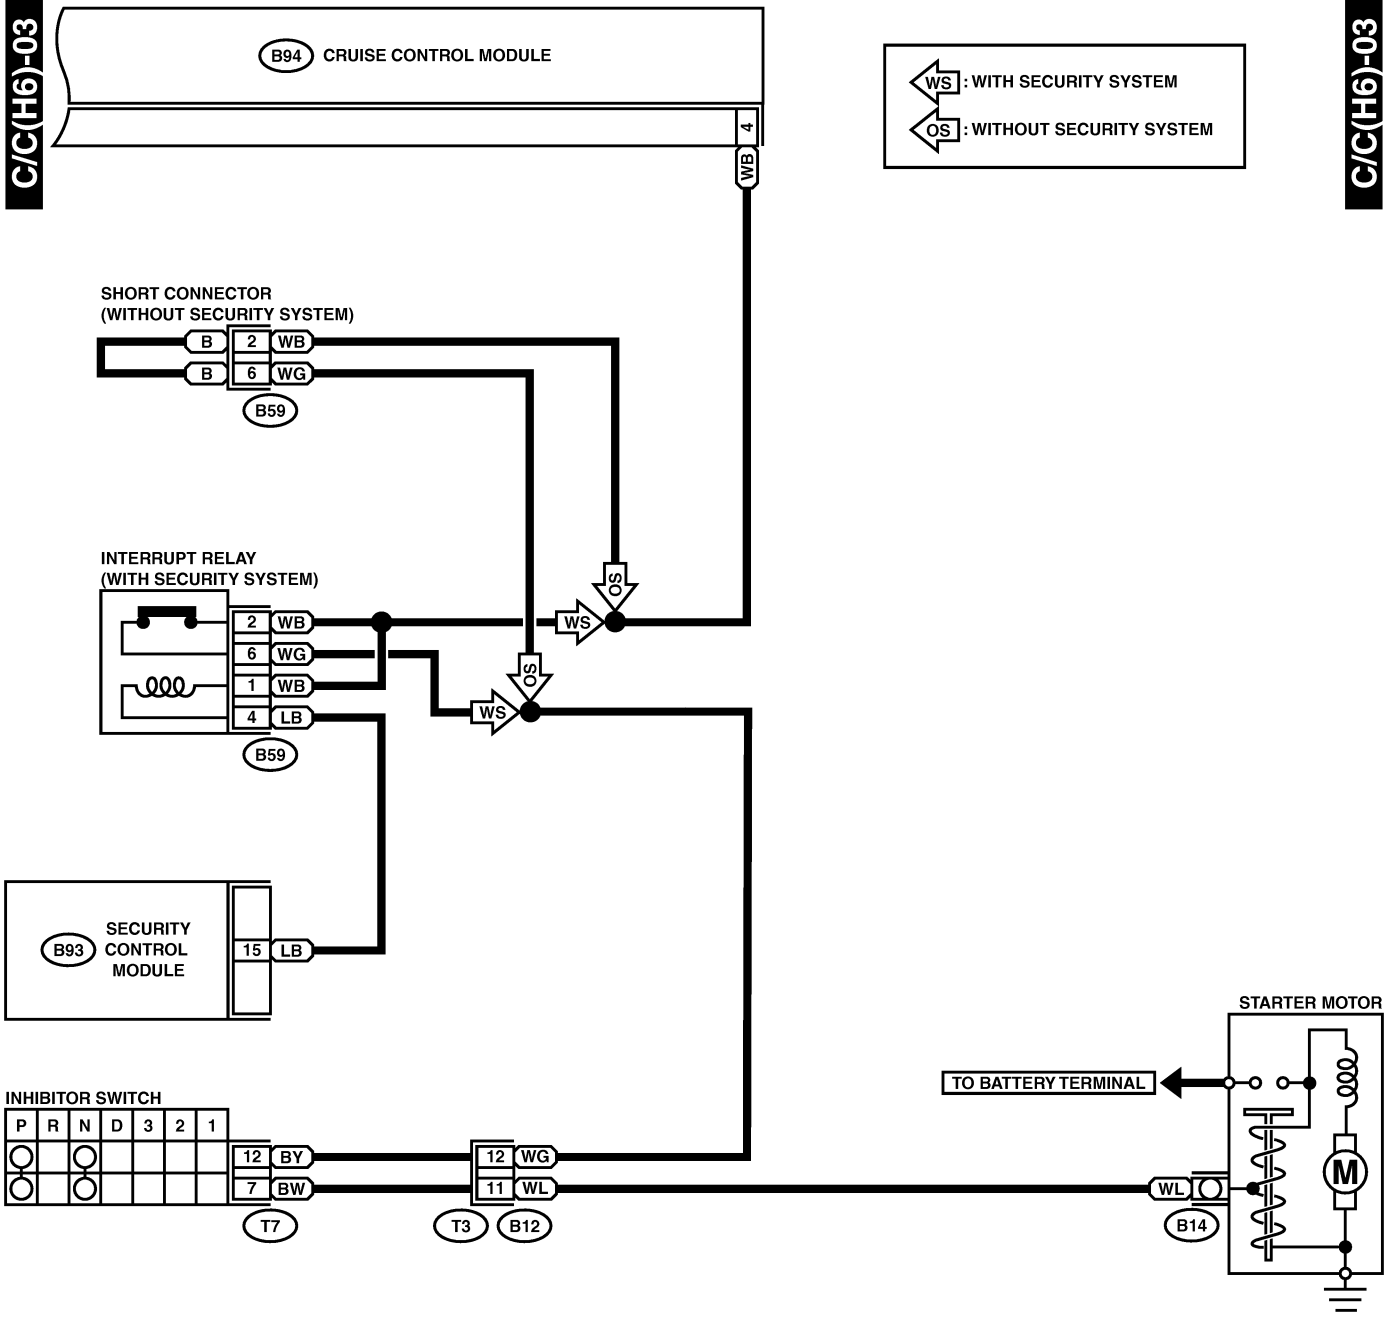 C/C(H6)-03
C/C(H6)-03
B94 CRUISE CONTROL MODULE
4
WB
WS : WITH SECURITY SYSTEM
OS : WITHOUT SECURITY SYSTEM
SHORT CONNECTOR
(WITHOUT SECURITY SYSTEM)
B 2 WB
B 6 WG
B59
INTERRUPT RELAY
(WITH SECURITY SYSTEM)
OS
2 WB WS
6 WG
OS
1 WB
4 LB WS
B59
SECURITY
B93 CONTROL 15 LB
MODULE
STARTER MOTOR
TO BATTERY TERMINAL
INHIBITOR SWITCH
P R N D 3 2 1
12 BY 12 WG
M
7 BW 11 WL WL
T7 T3 B12 B14